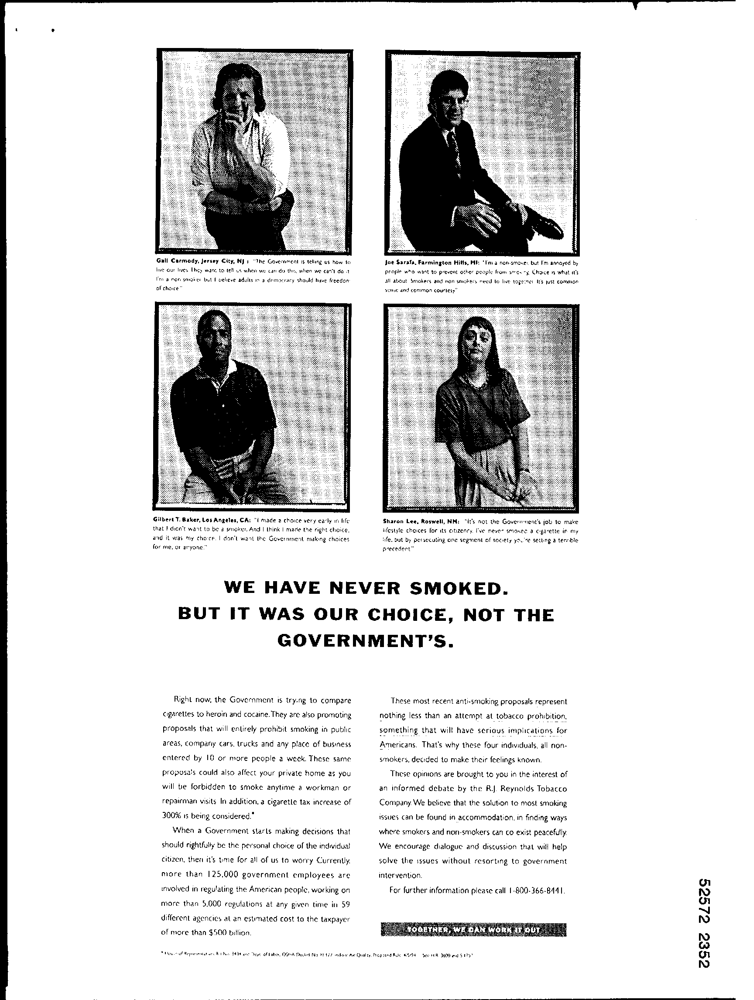 Gail Carmody, Jersey City, NJ: "The Government is telling us how to
live our lives. They want to tell us when we can do this, when we can't do it.
I'm a non smoker but I believe adults in a democracy should have freedom
of choice"
Joe Sarafa, Farmington Hills, MI: "I'm a non-smoker, but I'm annoyed by
people who want to prevent other people from smoking. Choice is what it's
all about. Smokers and non smokers need to live together. It's just common
sense and common courtesy"
Gilbert T. Baker, Los Angeles, CA: "I made a choice very early in life
that I didn't want to be a smoker. And I think I made the right choice,
and it was my choice. I don't want the Government making choices
for me, or anyone."
Sharon Lee, Roswell, NM: "It's not the Government's job to make
lifestyle choices for its citizenry. I've never smoked a cigarette in my
life, but by persecuting one segment of society you're setting a terrible
precedent"
WE HAVE NEVER SMOKED.
BUT IT WAS OUR CHOICE, NOT THE
GOVERNMENT'S.
Right now, the Government is trying to compare
cigarettes to heroin and cocaine. They are also promoting
proposals that will entirely prohibit smoking in public
areas, company cars, trucks and any place of business
entered by 10 or more people a week. These same
proposals could also affect your private home as you
will be forbidden to smoke anytime a workman or
repairman visits. In addition, a cigarette tax increase of
300% is being considered.*
When a Government starts making decisions that
should rightfully be the personal choice of the individual
citizen, then it's time for all of us to worry. Currently,
more than 125,000 government employees are
involved in regulating the American people, working on
more than 5,000 regulations at any given time in 59
different agencies at an estimated cost to the taxpayer
of more than $500 billion.
These most recent anti-smoking proposals represent
nothing less than an attempt at tobacco prohibition,
something that will have serious implications for
Americans. That's why these four individuals, all non-
smokers, decided to make their feelings known.
These opinions are brought to you in the interest of
an informed debate by the R.J. Reynolds Tobacco
Company. We believe that the solution to most smoking
issues can be found in accommodation, in finding ways
where smokers and non-smokers can co exist peacefully.
We encourage dialogue and discussion that will help
solve the issues without resorting to government
intervention.
For further information please call 1-800-366-8441.
TOGETHER, WE CAN WORK IT OUT
52572 2352